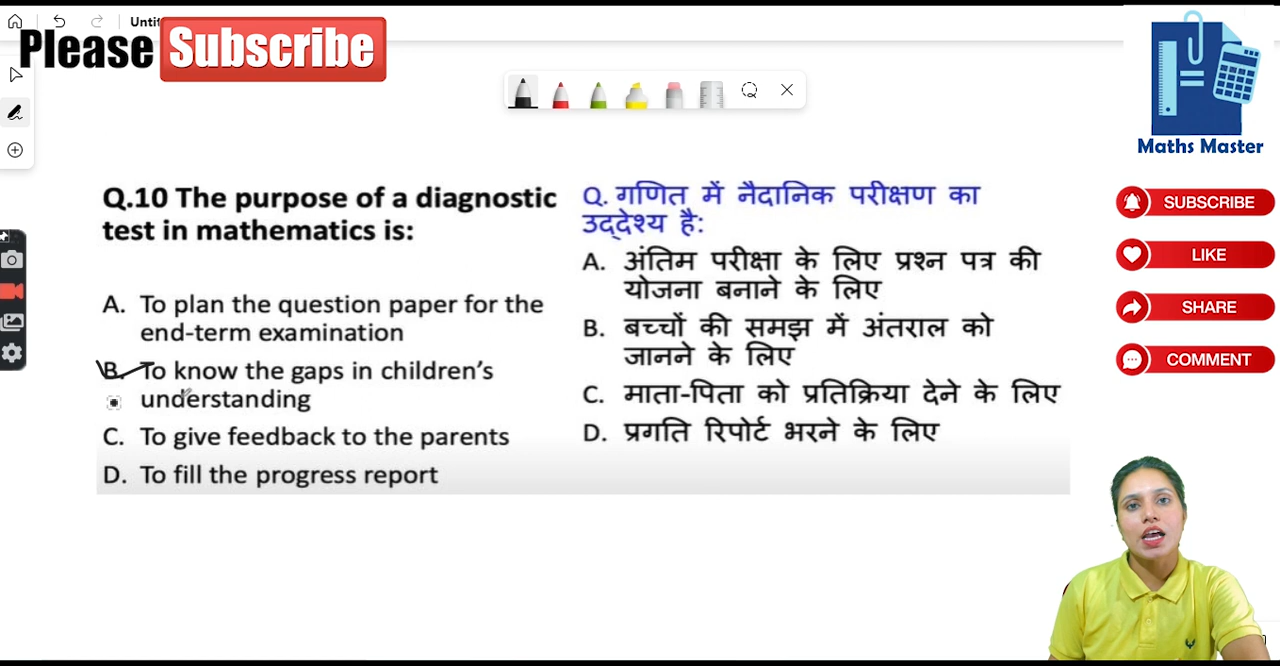 Untit
Please Subscribe
Maths Master
SUBSCRIBE
LIKE
SHARE
COMMENT
Q.10 The purpose of a diagnostic
test in mathematics is:
A. To plan the question paper for the
end-term examination
B. To know the gaps in children's
understanding
C. To give feedback to the parents
D. To fill the progress report
Q. गणित में नैदानिक परीक्षण का
उद्देश्य है:
A. अंतिम परीक्षा के लिए प्रश्न पत्र की
योजना बनाने के लिए
B. बच्चों की समझ में अंतराल को
जानने के लिए
C. माता-पिता को प्रतिक्रिया देने के लिए
D. प्रगति रिपोर्ट भरने के लिए